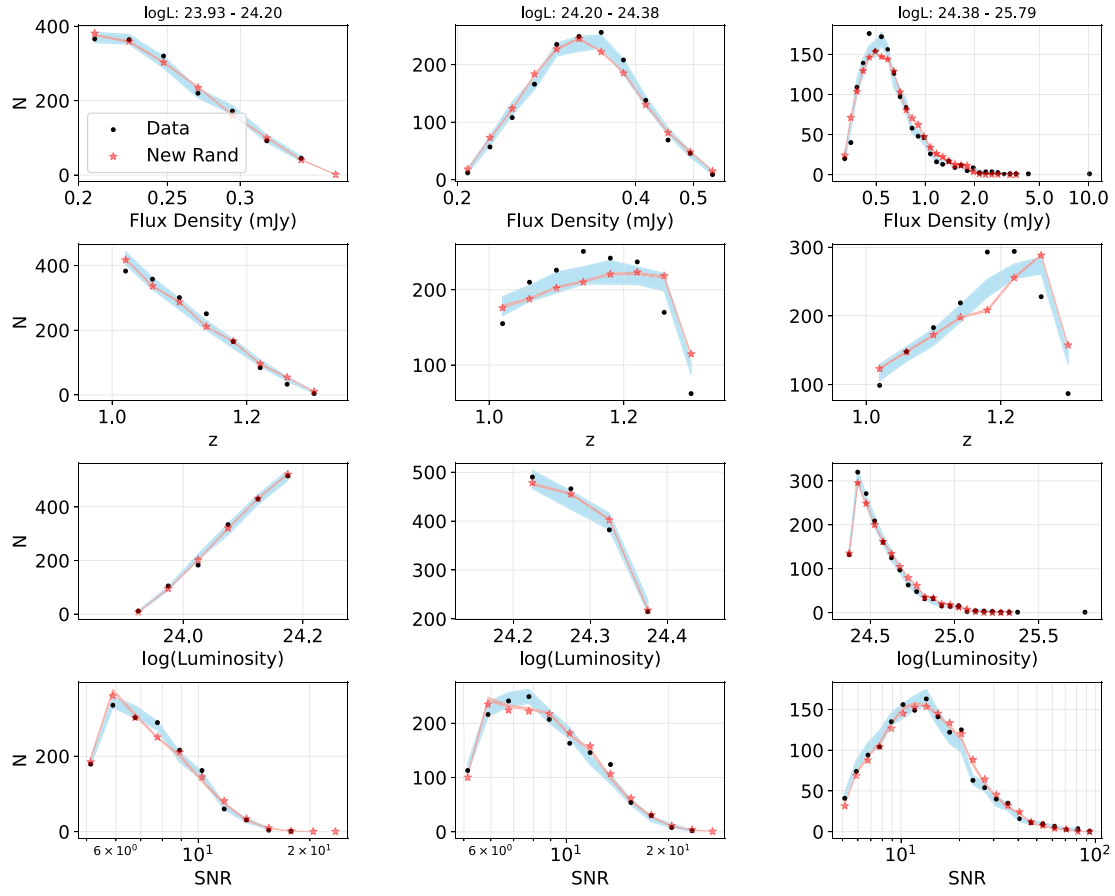 logL: 23.93 - 24.20 logL: 24.20 - 24.38 logL: 24.38 - 25.79
N
400
200
0
Data
New Rand
0.2 0.3
Flux Density (mJy)
200
100
0
0.2 0.4 0.5
Flux Density (mJy)
150
100
50
0
0.5 1.0 2.0 5.0 10.0
Flux Density (mJy)
N
400
200
0
1.0 1.2
z
200
100
1.0 1.2
z
300
200
100
1.0 1.2
z
N
400
200
0
24.0 24.2
log(Luminosity)
500
400
300
200
24.2 24.3 24.4
log(Luminosity)
300
200
100
0
24.5 25.0 25.5
log(Luminosity)
N
200
0
6 × 10⁰ 10¹ 2 × 10¹
SNR
200
100
0
6 × 10⁰ 10¹ 2 × 10¹
SNR
150
100
50
0
10¹ 10²
SNR